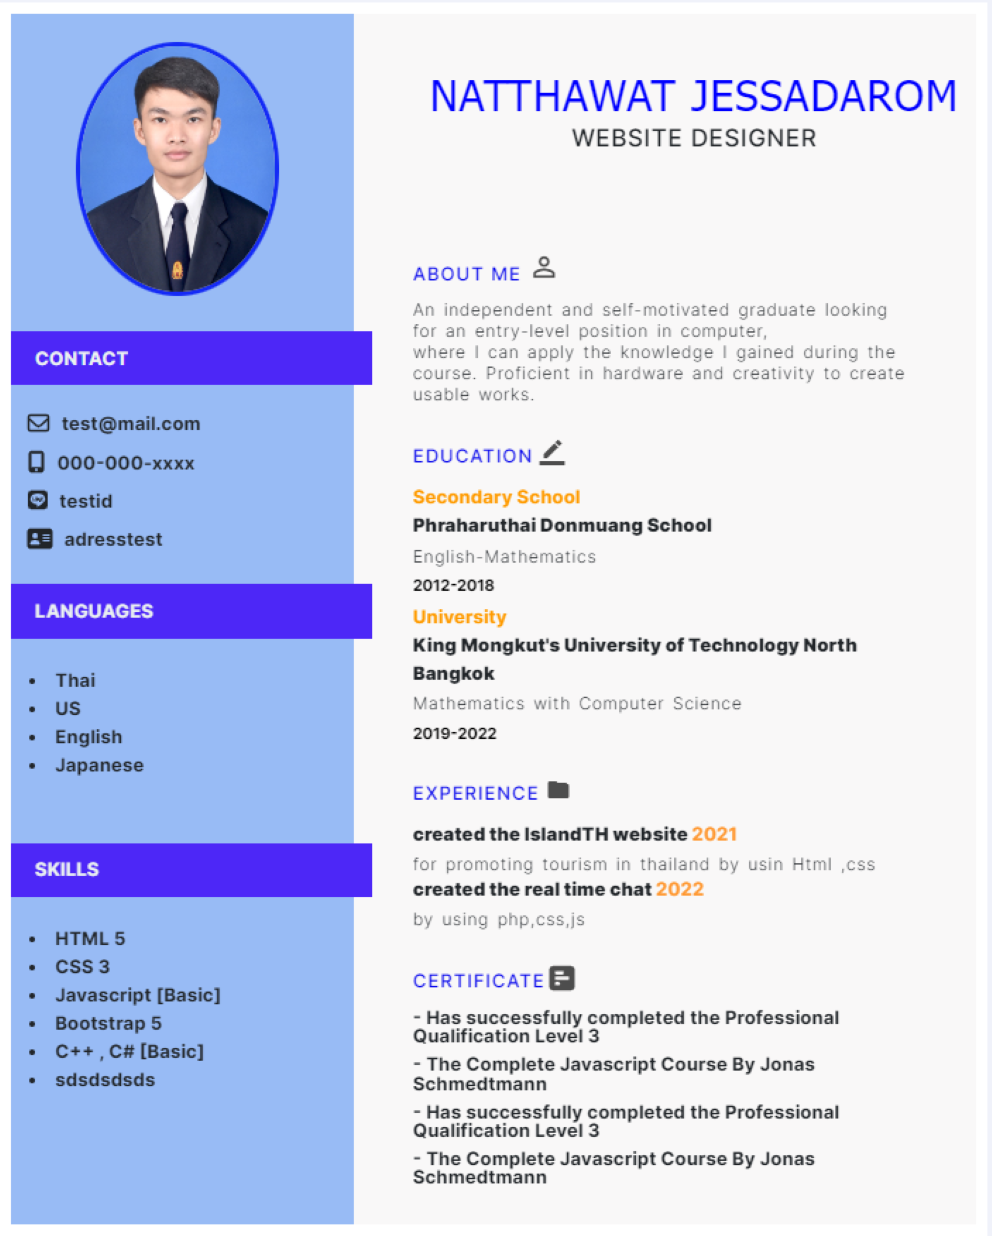 NATTHAWAT JESSADAROM
WEBSITE DESIGNER
CONTACT
test@mail.com
000-000-xxxx
testid
adresstest
LANGUAGES
• Thai
• US
• English
• Japanese
SKILLS
• HTML 5
• CSS 3
• Javascript [Basic]
• Bootstrap 5
• C++ , C# [Basic]
• sdsdsdsds
ABOUT ME
An independent and self-motivated graduate looking
for an entry-level position in computer,
where I can apply the knowledge I gained during the
course. Proficient in hardware and creativity to create
usable works.
EDUCATION
Secondary School
Phraharuthai Donmuang School
English-Mathematics
2012-2018
University
King Mongkut's University of Technology North
Bangkok
Mathematics with Computer Science
2019-2022
EXPERIENCE
created the IslandTH website 2021
for promoting tourism in thailand by usin Html ,css
created the real time chat 2022
by using php,css,js
CERTIFICATE
- Has successfully completed the Professional
Qualification Level 3
- The Complete Javascript Course By Jonas
Schmedtmann
- Has successfully completed the Professional
Qualification Level 3
- The Complete Javascript Course By Jonas
Schmedtmann